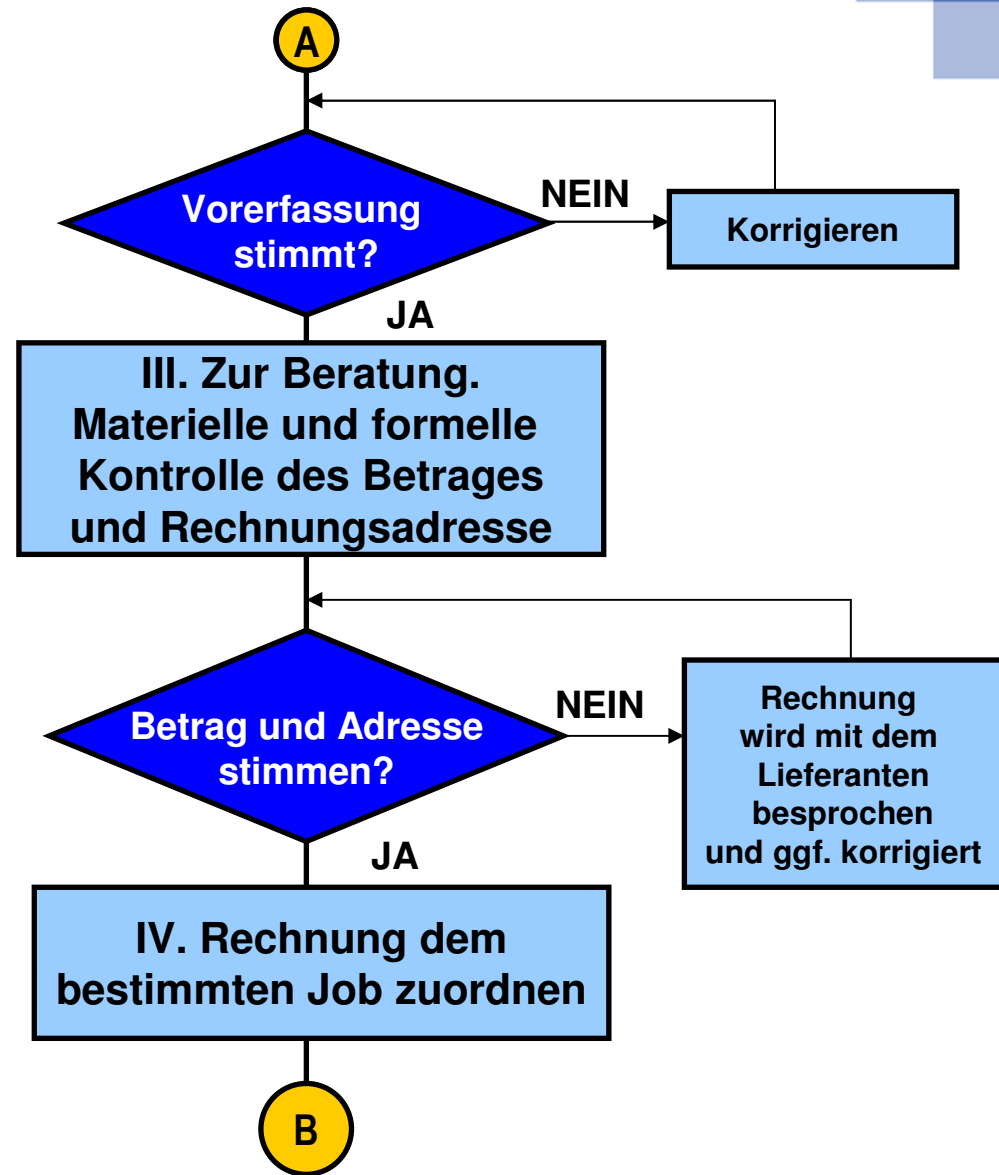 A
Vorerfassung
stimmt?
NEIN
Korrigieren
JA
III. Zur Beratung.
Materielle und formelle
Kontrolle des Betrages
und Rechnungsadresse
Betrag und Adresse
stimmen?
NEIN
Rechnung
wird mit dem
Lieferanten
besprochen
und ggf. korrigiert
JA
IV. Rechnung dem
bestimmten Job zuordnen
B